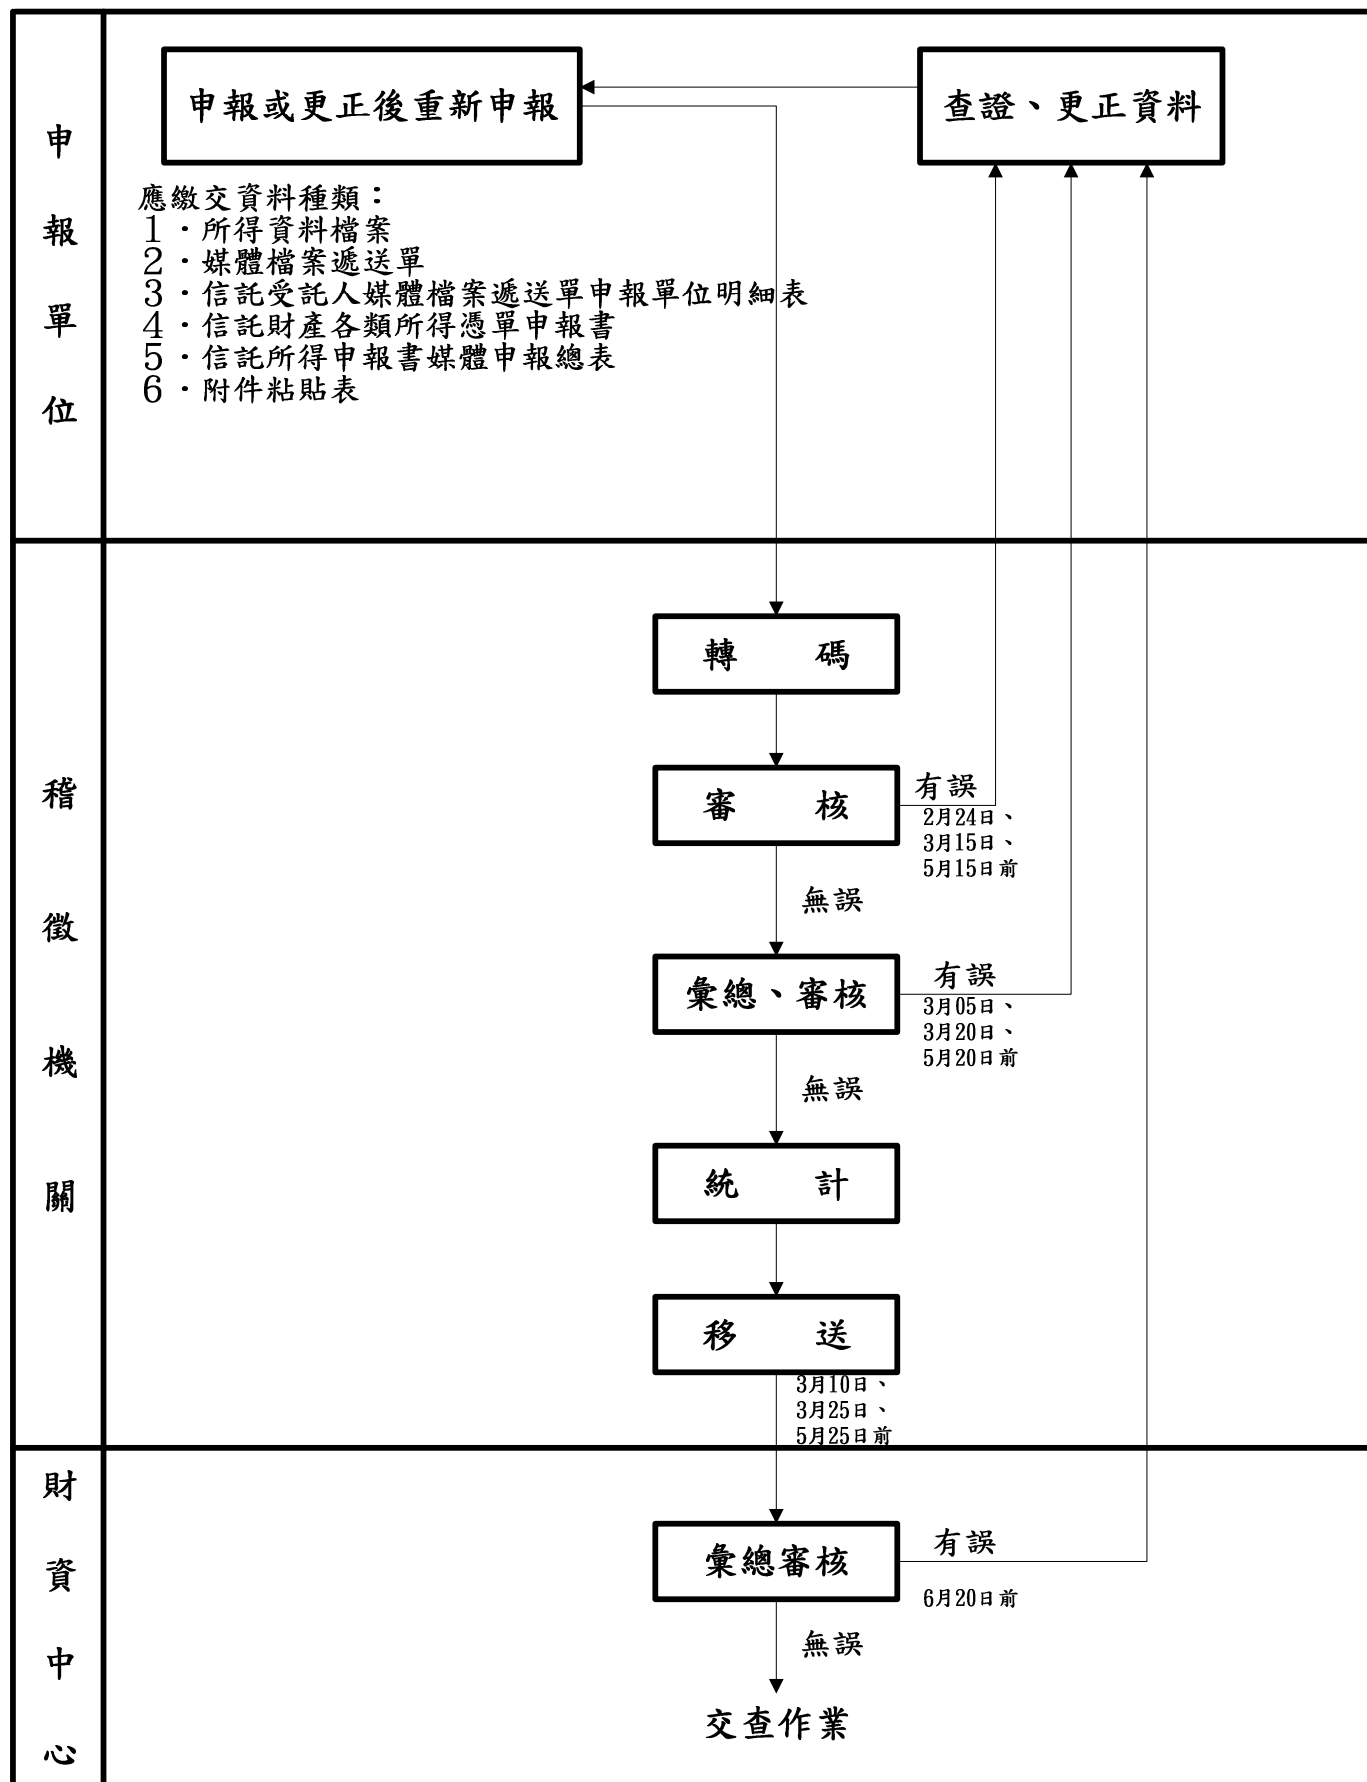 申報單位
申報或更正後重新申報
查證、更正資料
應繳交資料種類：
１．所得資料檔案
２．媒體檔案遞送單
３．信託受託人媒體檔案遞送單申報單位明細表
４．信託財產各類所得憑單申報書
５．信託所得申報書媒體申報總表
６．附件粘貼表
稽徵機關
轉　碼
審　核
有誤
2月24日、
3月15日、
5月15日前
無誤
彙總、審核
有誤
3月05日、
3月20日、
5月20日前
無誤
統　計
移　送
3月10日、
3月25日、
5月25日前
財資中心
彙總審核
有誤
6月20日前
無誤
交查作業